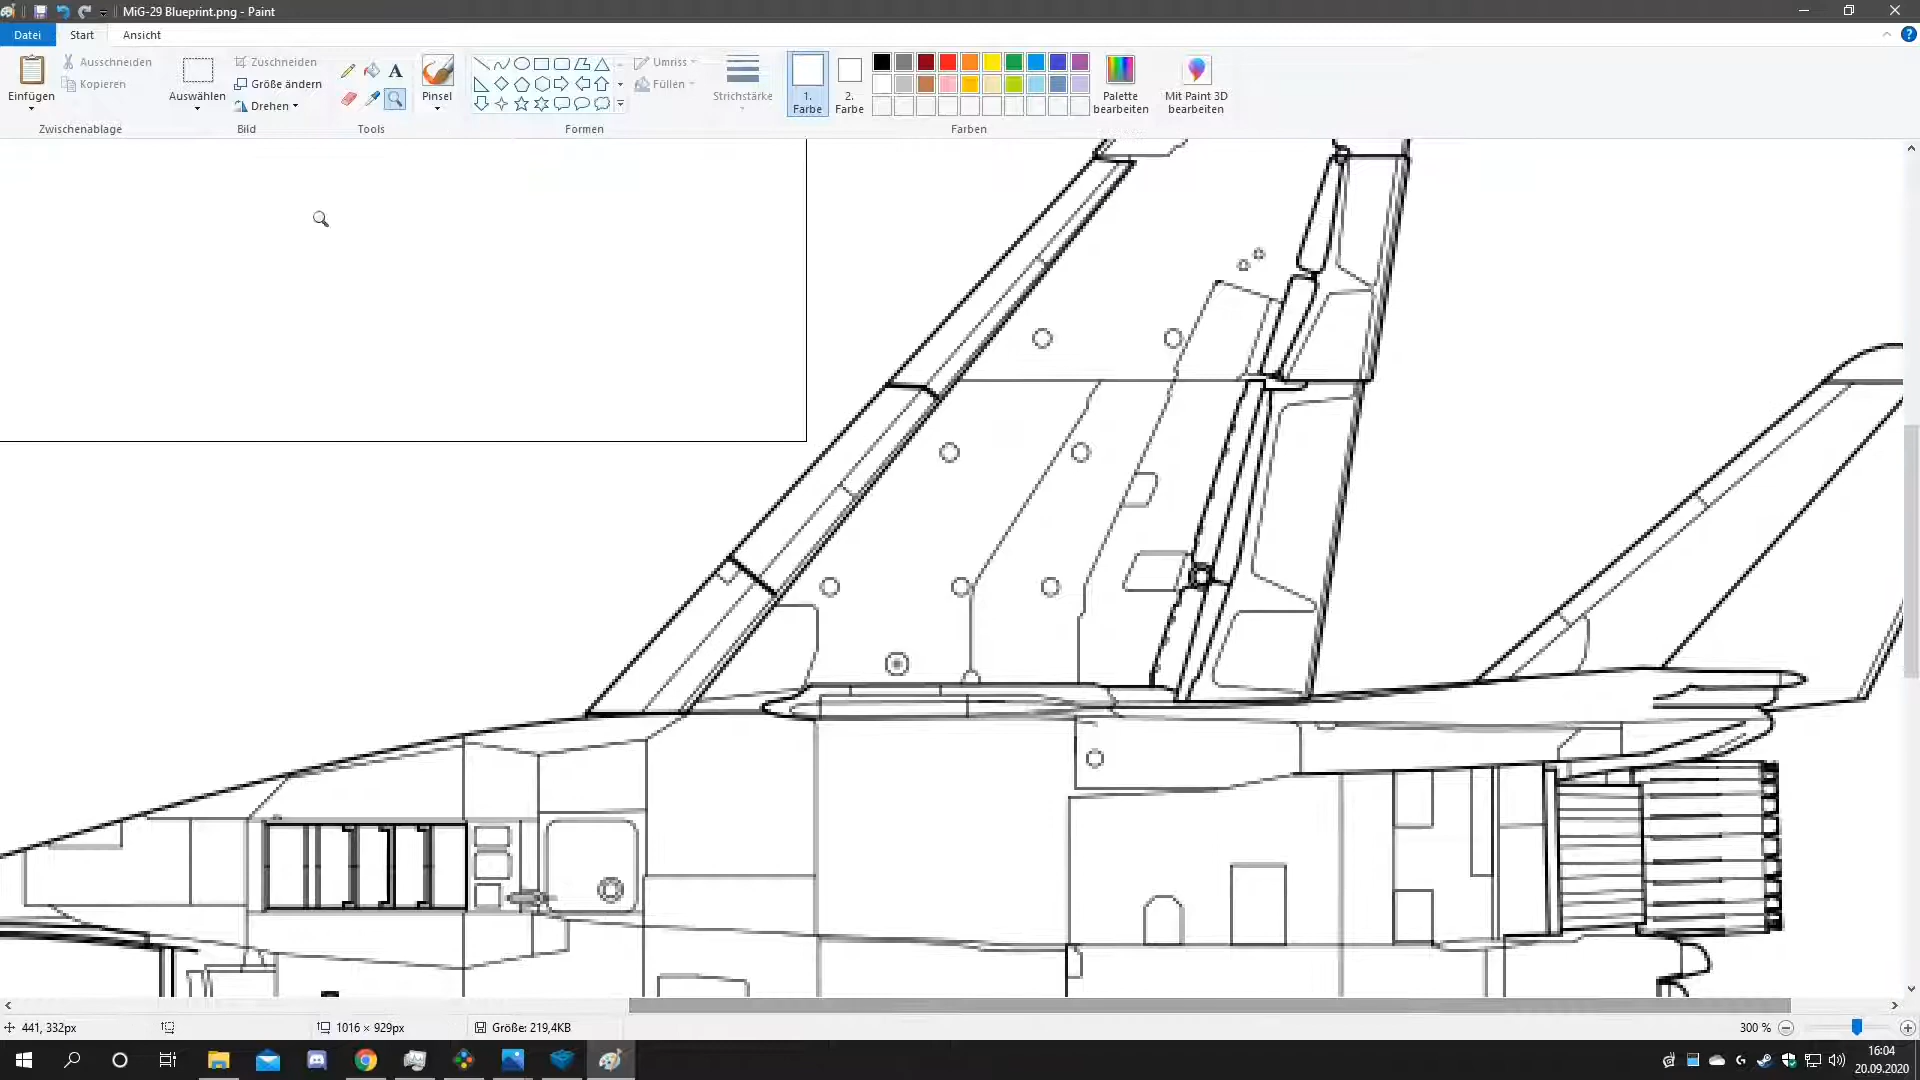 MiG-29 Blueprint.png - Paint
Datei Start Ansicht
Einfügen
Ausschneiden
Kopieren
Zwischenablage
Auswählen
Zuschneiden
Größe ändern
Drehen
Bild
A
Tools
Pinsel
Umriss
Füllen
Formen
Strichstärke
1.
Farbe
2.
Farbe
Palette
bearbeiten
Mit Paint 3D
bearbeiten
Farben
441, 332px
1016 × 929px
Größe: 219,4KB
300 %
16:04
20.09.2020